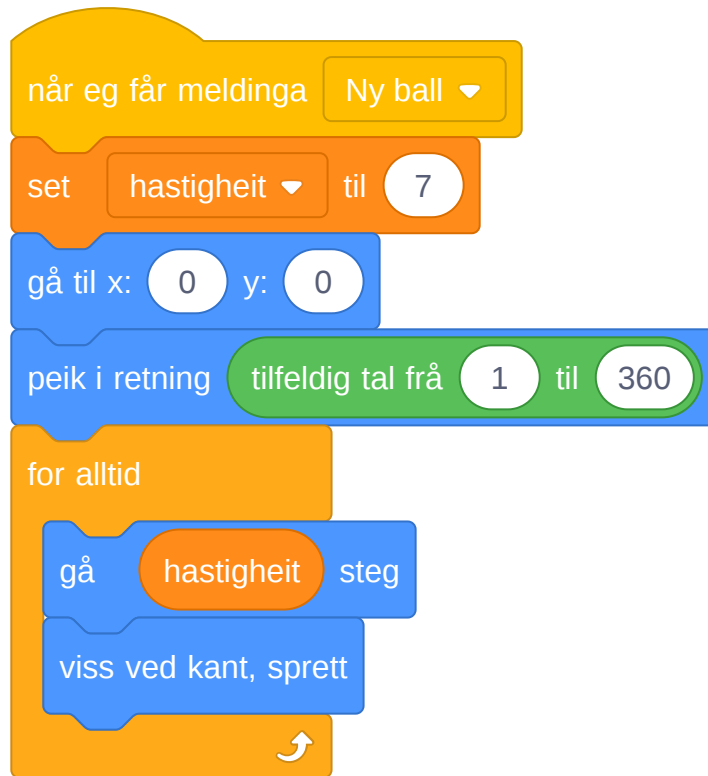 når eg får meldinga Ny ball
set hastigheit til 7
gå til x: 0 y: 0
peik i retning tilfeldig tal frå 1 til 360
for alltid
gå hastigheit steg
viss ved kant, sprett